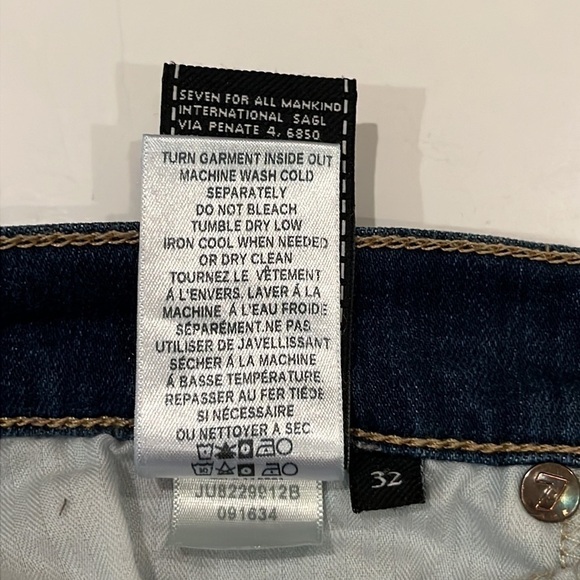 SEVEN FOR ALL MANKIND
INTERNATIONAL SAGL
VIA PENATE 4, 6850
TURN GARMENT INSIDE OUT
MACHINE WASH COLD
SEPARATELY
DO NOT BLEACH
TUMBLE DRY LOW
IRON COOL WHEN NEEDED
OR DRY CLEAN
TOURNEZ LE VÊTEMENT
Á L'ENVERS. LAVER Á LA
MACHINE Á L'EAU FROIDE
SÉPARÉMENT.NE PAS
UTILISER DE JAVELLISSANT
SÉCHER Á LA MACHINE
Á BASSE TEMPÉRATURE
REPASSER AU FER TIÉDE
SI NÉCESSAIRE
OU NETTOYER A SEC
JU8229912B
091634
32
7